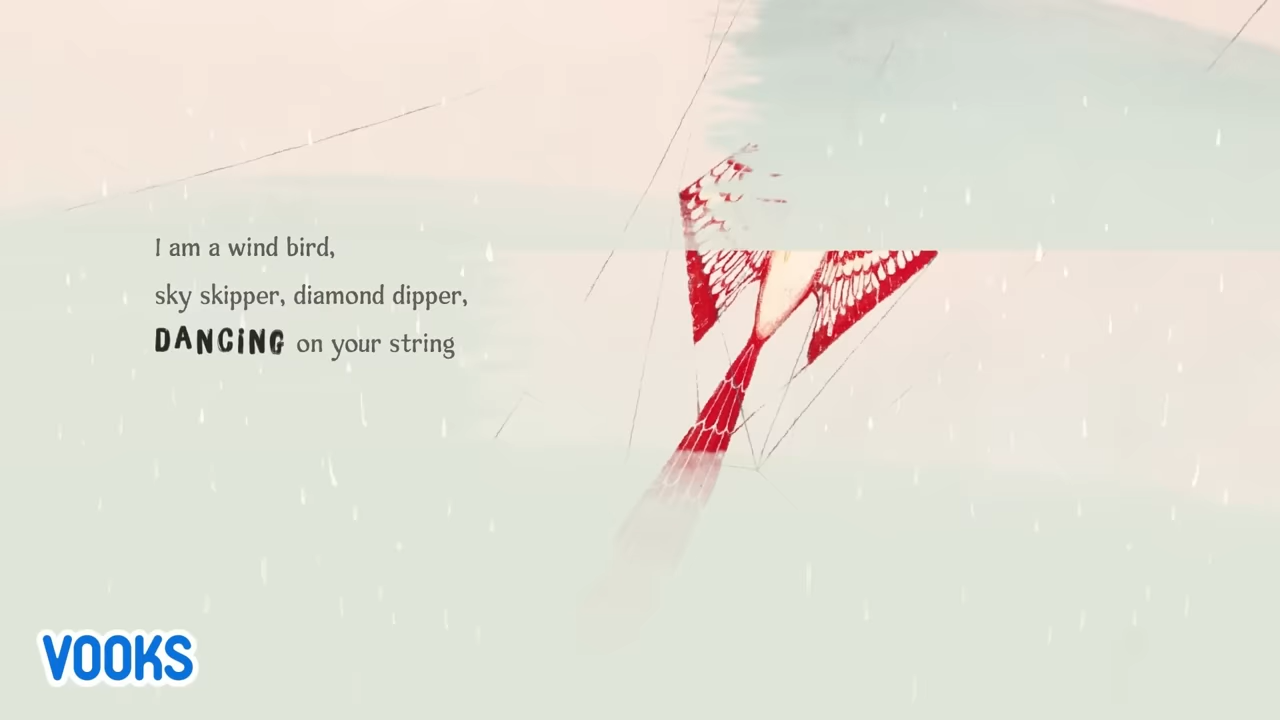 I am a wind bird,
sky skipper, diamond dipper,
DANCING on your string
VOOKS